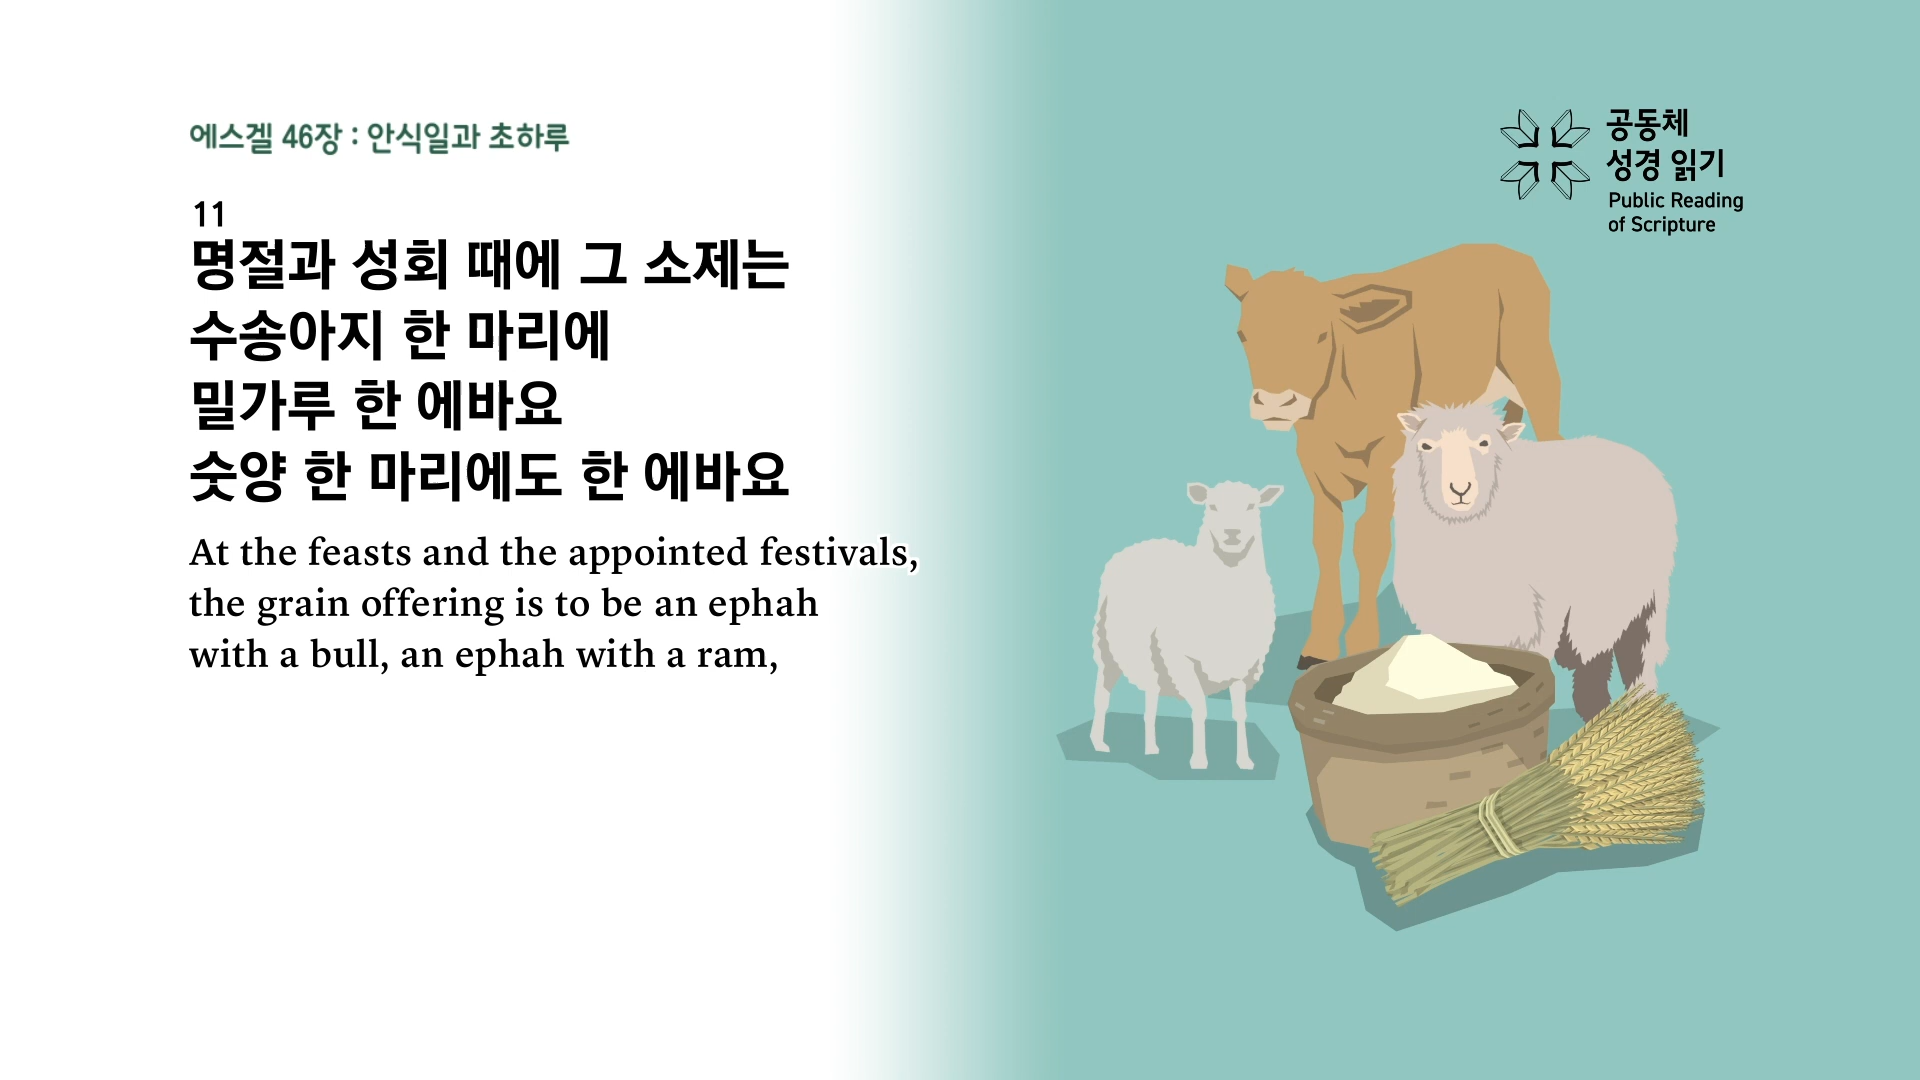 에스겔 46장 : 안식일과 초하루
11
명절과 성회 때에 그 소제는
수송아지 한 마리에
밀가루 한 에바요
숫양 한 마리에도 한 에바요
At the feasts and the appointed festivals,
the grain offering is to be an ephah
with a bull, an ephah with a ram,
공동체
성경 읽기
Public Reading
of Scripture